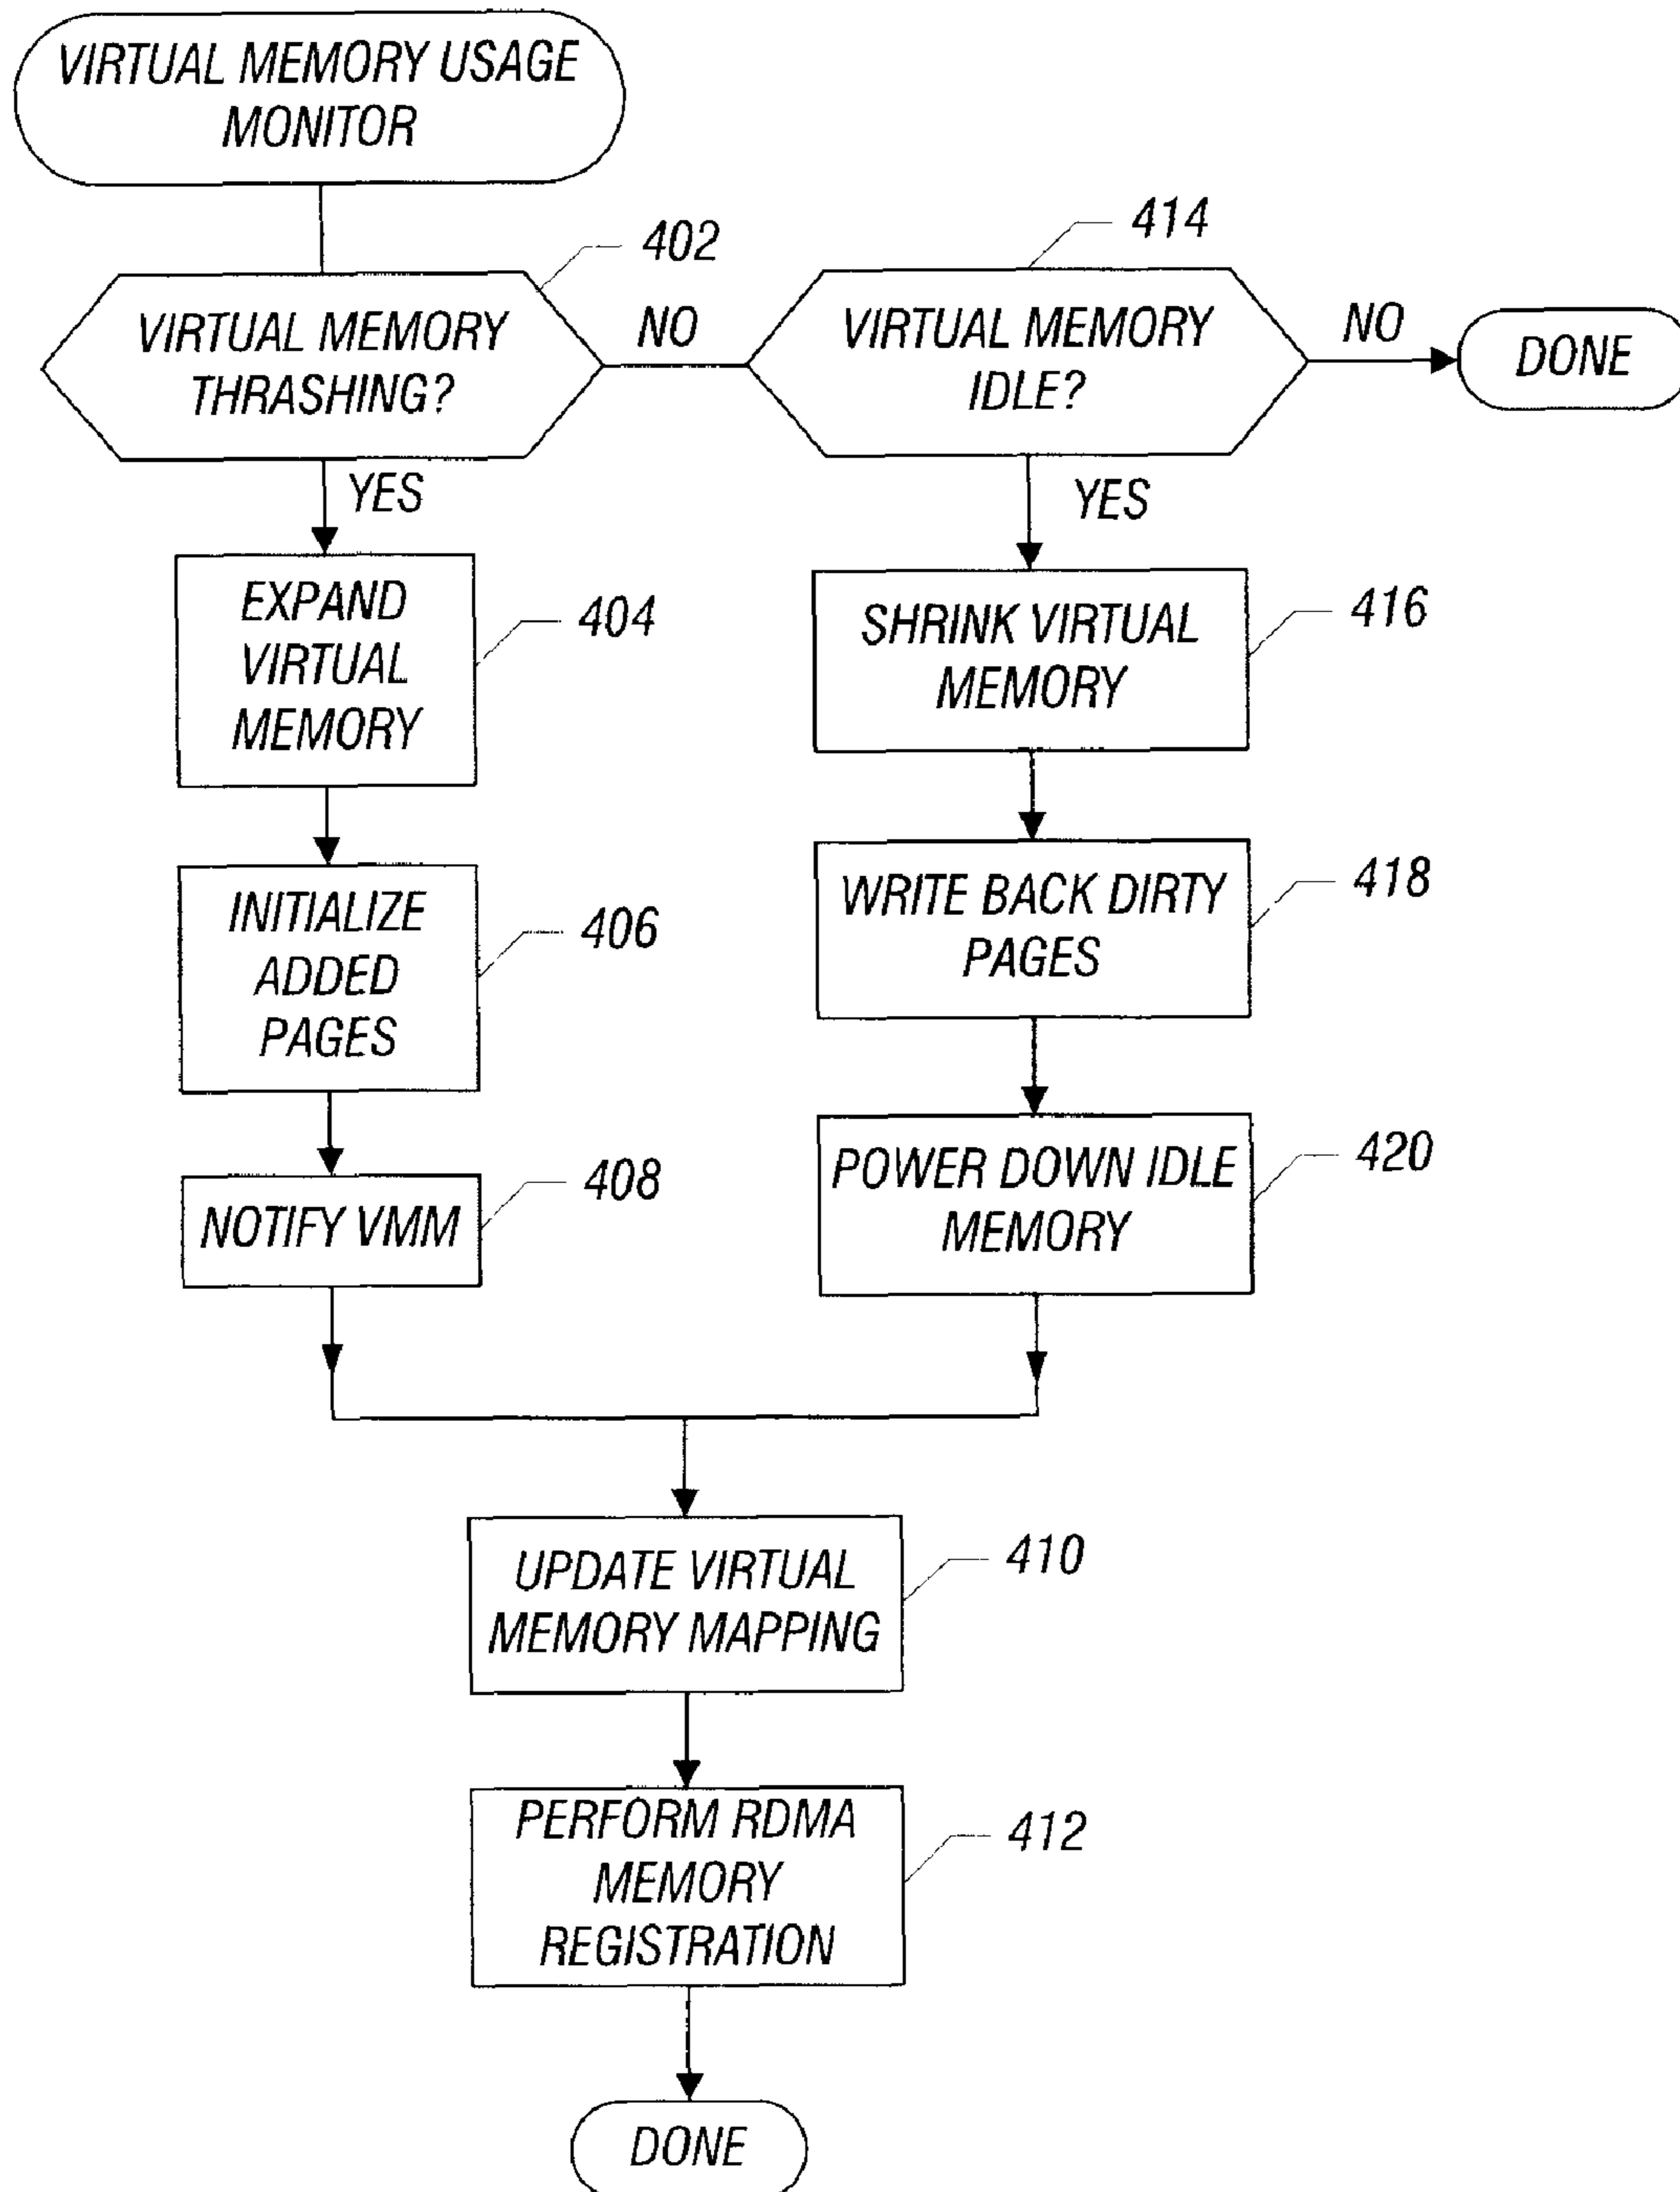 VIRTUAL MEMORY USAGE
MONITOR
402
414
VIRTUAL MEMORY
THRASHING?
NO
VIRTUAL MEMORY
IDLE?
NO
DONE
YES
YES
EXPAND
VIRTUAL
MEMORY
404
SHRINK VIRTUAL
MEMORY
416
INITIALIZE
ADDED
PAGES
406
WRITE BACK DIRTY
PAGES
418
NOTIFY VMM
408
POWER DOWN IDLE
MEMORY
420
UPDATE VIRTUAL
MEMORY MAPPING
410
PERFORM RDMA
MEMORY
REGISTRATION
412
DONE